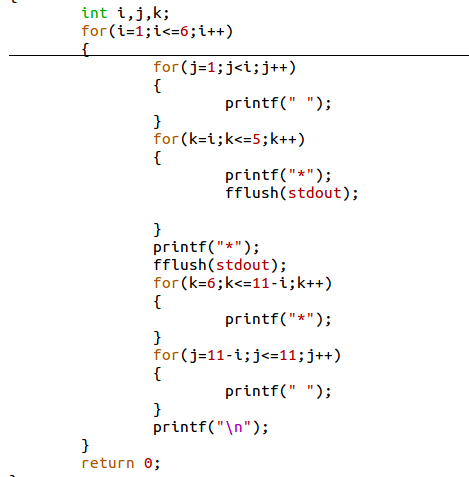 {
int i,j,k;
for(i=1;i<=6;i++)
{
for(j=1;j<i;j++)
{
printf(" ");
}
for(k=i;k<=5;k++)
{
printf("*");
fflush(stdout);
}
printf("*");
fflush(stdout);
for(k=6;k<=11-i;k++)
{
printf("*");
}
for(j=11-i;j<=11;j++)
{
printf(" ");
}
printf("\n");
}
return 0;
}